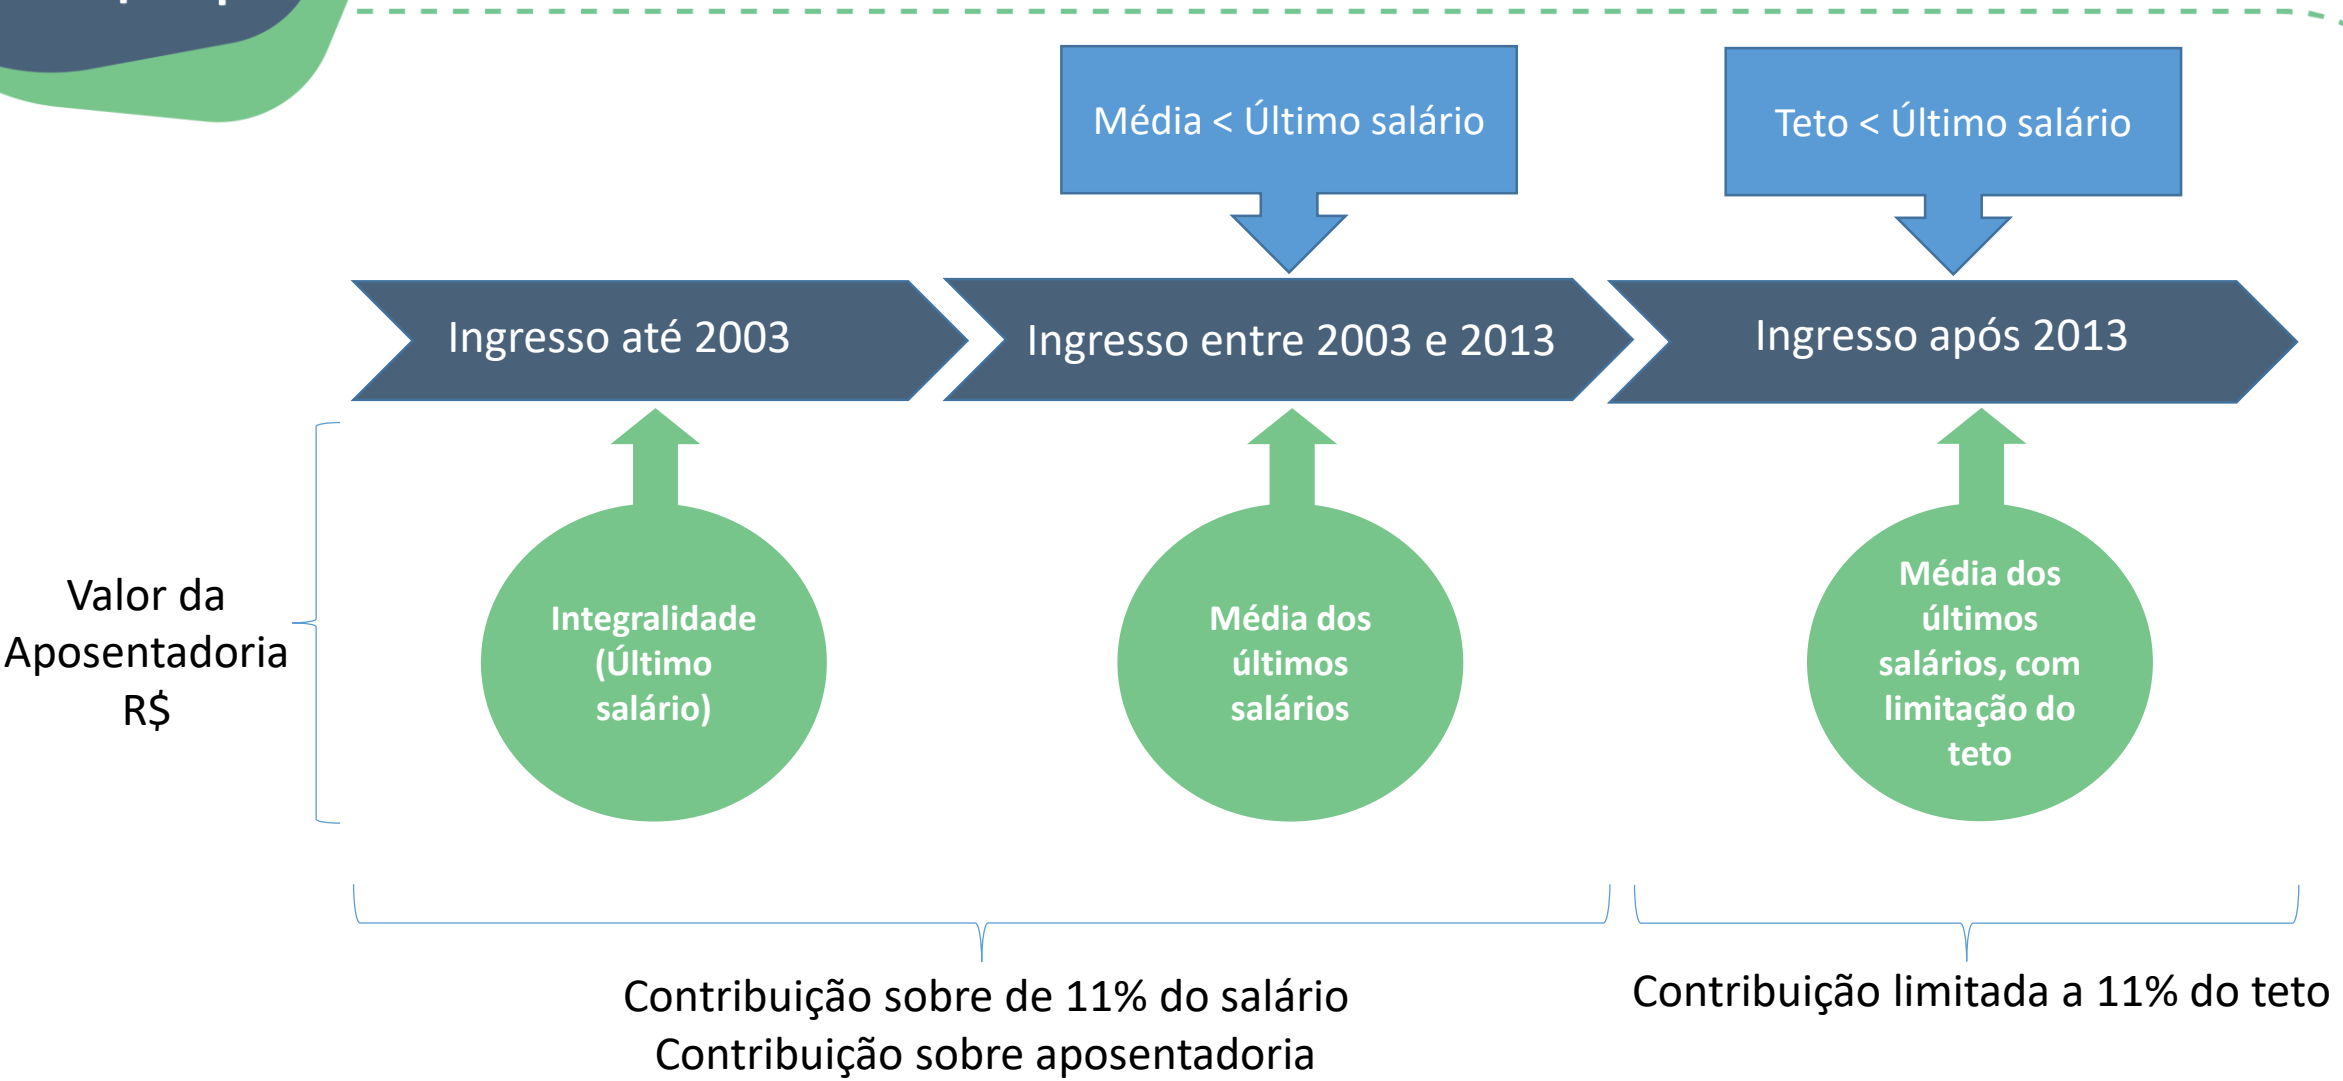 Média < Último salário
Teto < Último salário
Ingresso até 2003
Ingresso entre 2003 e 2013
Ingresso após 2013
Valor da
Aposentadoria
R$
Integralidade
(Último
salário)
Média dos
últimos
salários
Média dos
últimos
salários, com
limitação do
teto
Contribuição sobre de 11% do salário
Contribuição sobre aposentadoria
Contribuição limitada a 11% do teto